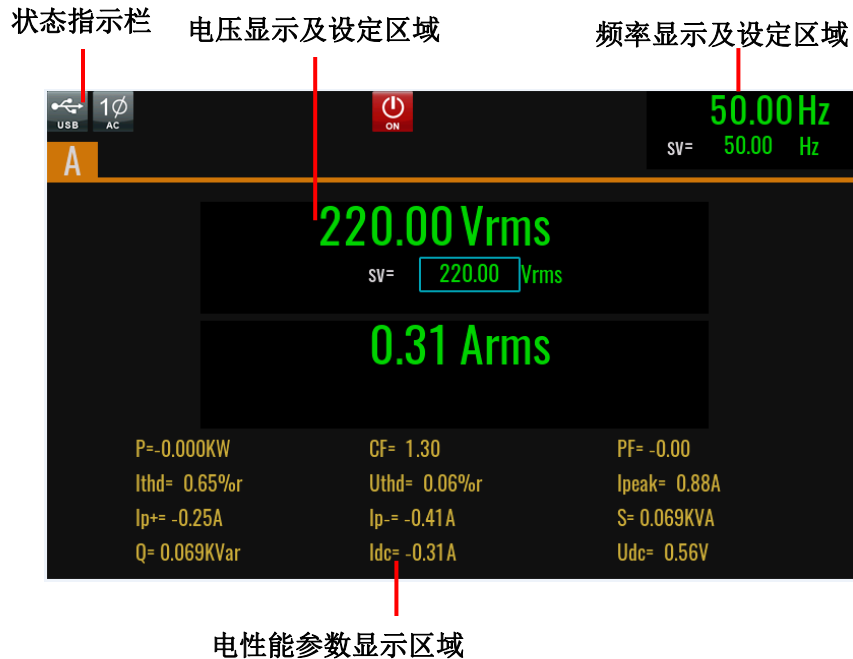 状态指示栏
电压显示及设定区域
频率显示及设定区域
USB
1Ø
AC
ON
50.00 Hz
sv= 50.00 Hz
A
220.00 Vrms
sv= 220.00 Vrms
0.31 Arms
P=-0.000KW CF= 1.30 PF= -0.00
Ithd= 0.65%r Uthd= 0.06%r Ipeak= 0.88A
Ip+= -0.25A Ip-= -0.41A S= 0.069KVA
Q= 0.069KVar Idc= -0.31A Udc= 0.56V
电性能参数显示区域